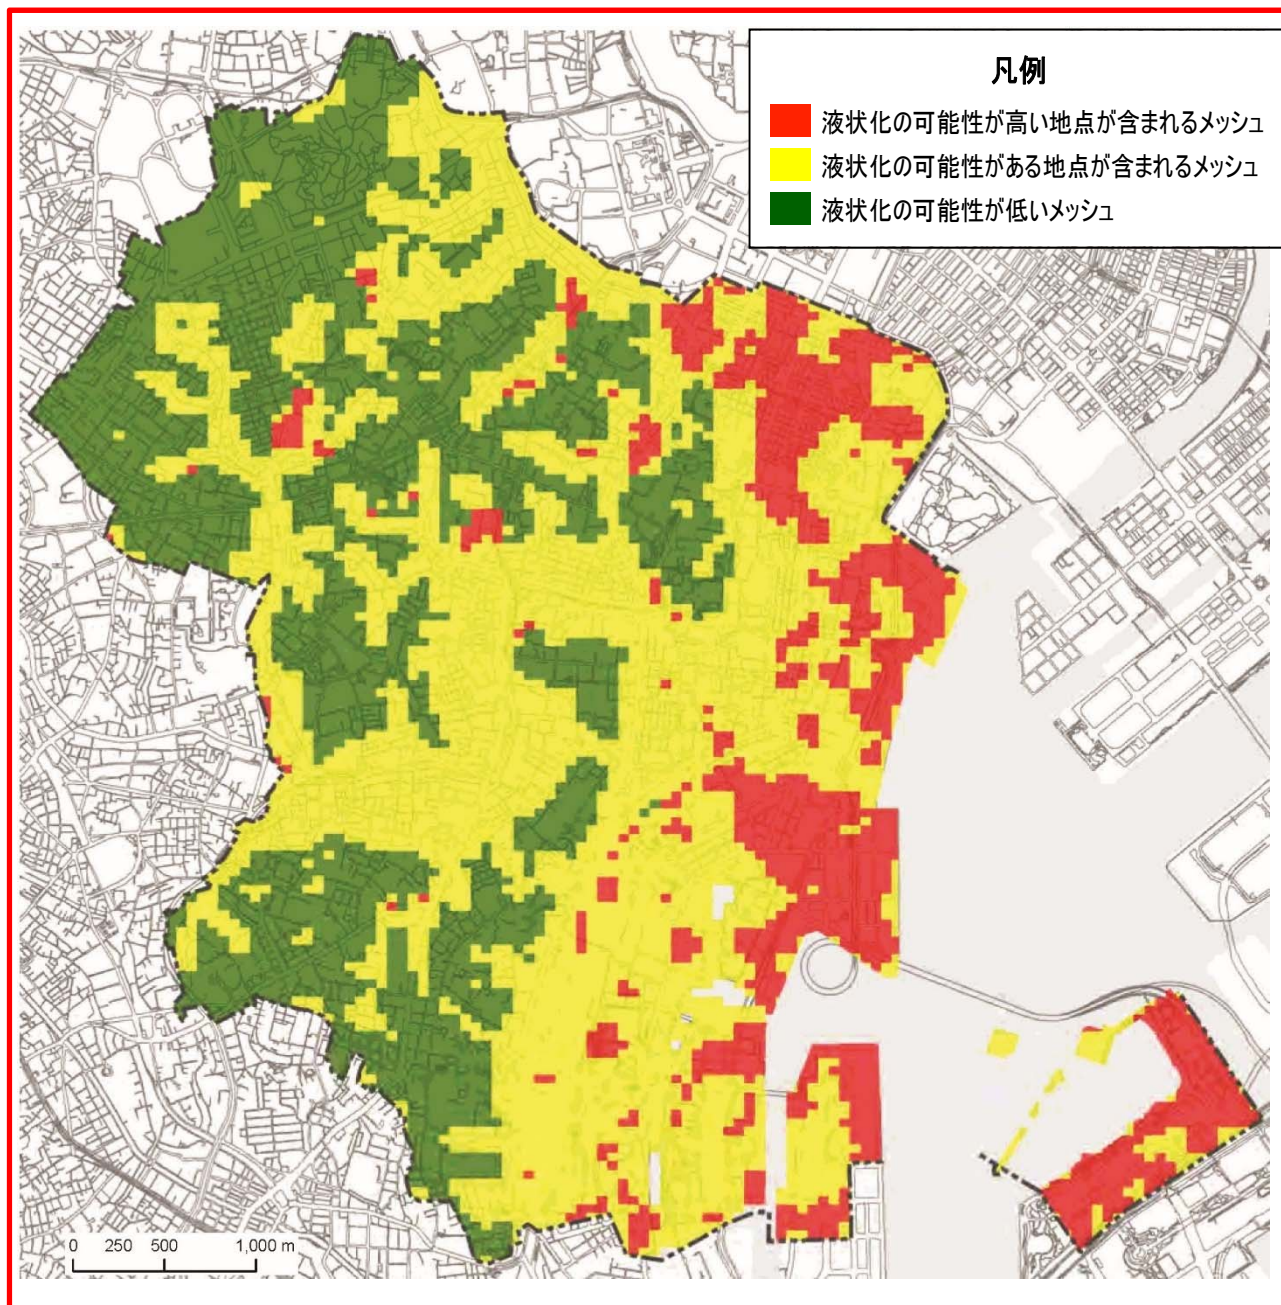 凡例
液状化の可能性が高い地点が含まれるメッシュ
液状化の可能性がある地点が含まれるメッシュ
液状化の可能性が低いメッシュ
0 250 500 1,000 m